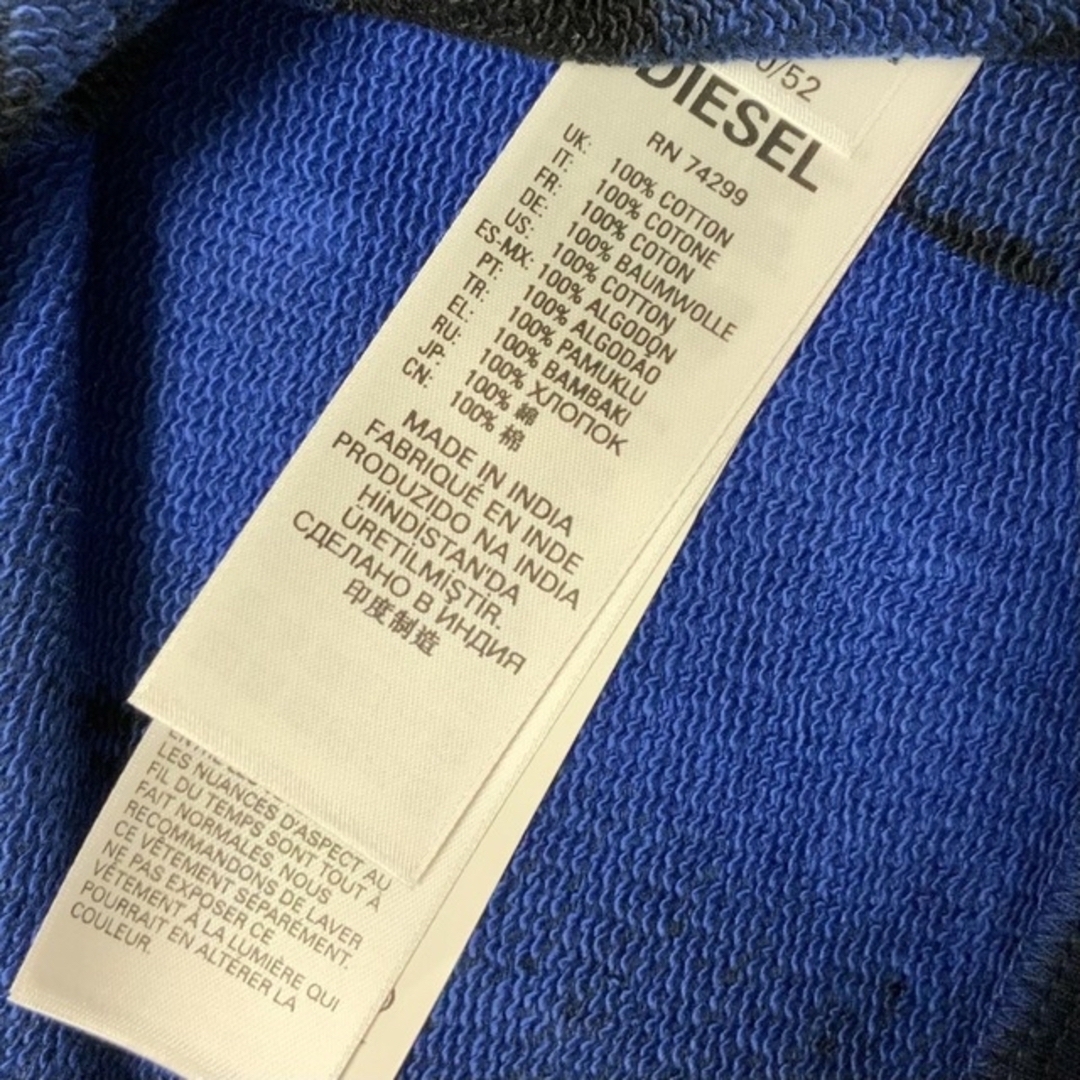 0/52
DIESEL
RN 74299
UK: 100% COTTON
IT: 100% COTONE
FR: 100% COTON
DE: 100% BAUMWOLLE
US: 100% COTTON
ES-MX: 100% ALGODON
PT: 100% ALGODAO
TR: 100% PAMUKLU
EL: 100% BAMBAKI
RU: 100% ХЛОПОК
JP: 100% 綿
CN: 100% 棉
MADE IN INDIA
FABRIQUÉ EN INDE
PRODUZIDO NA INDIA
HİNDİSTAN'DA
ÜRETİLMİŞTİR.
СДЕЛАНО В ИНДИЯ
印度制造
LES NUANCES D'ASPECT AU
FIL DU TEMPS SONT TOUT À
FAIT NORMALES. NOUS
RECOMMANDONS DE LAVER
CE VÊTEMENT SÉPARÉMENT.
NE PAS EXPOSER CE
VÊTEMENT À LA LUMIÈRE QUI
POURRAIT EN ALTÉRER LA
COULEUR.